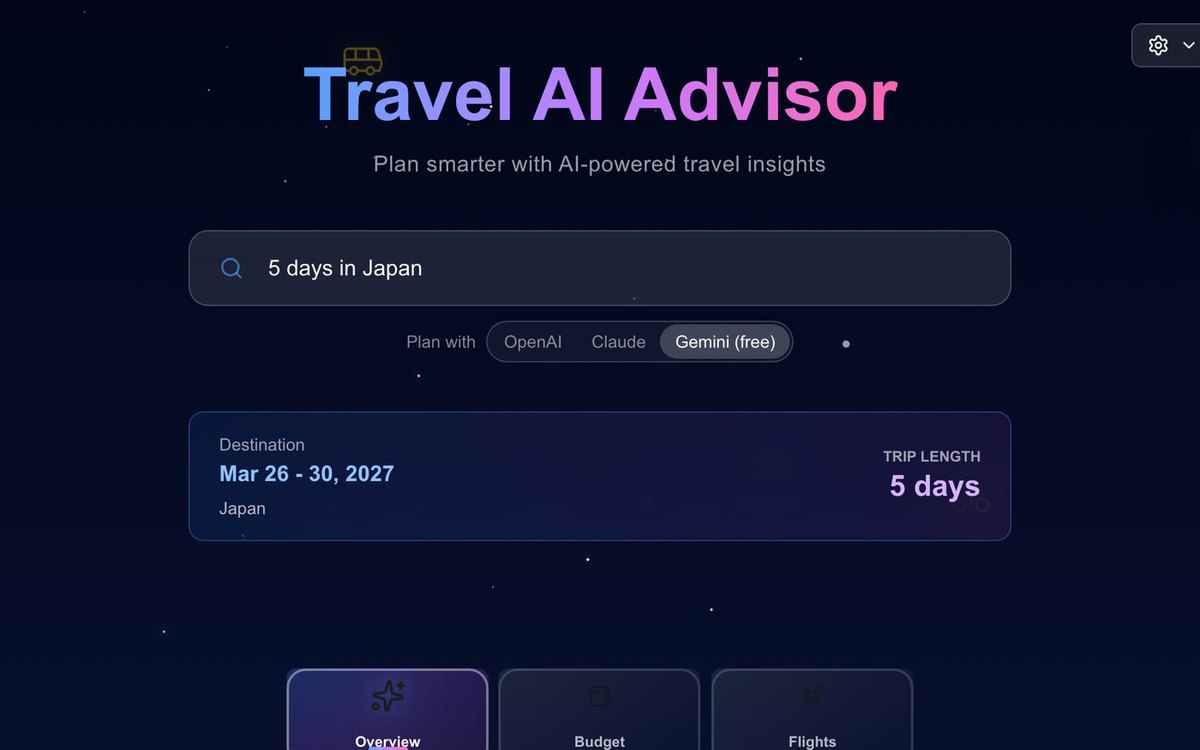 Travel AI Advisor
Plan smarter with AI-powered travel insights
5 days in Japan
Plan with OpenAI Claude Gemini (free)
Destination
Mar 26 - 30, 2027
Japan
TRIP LENGTH
5 days
Overview Budget Flights